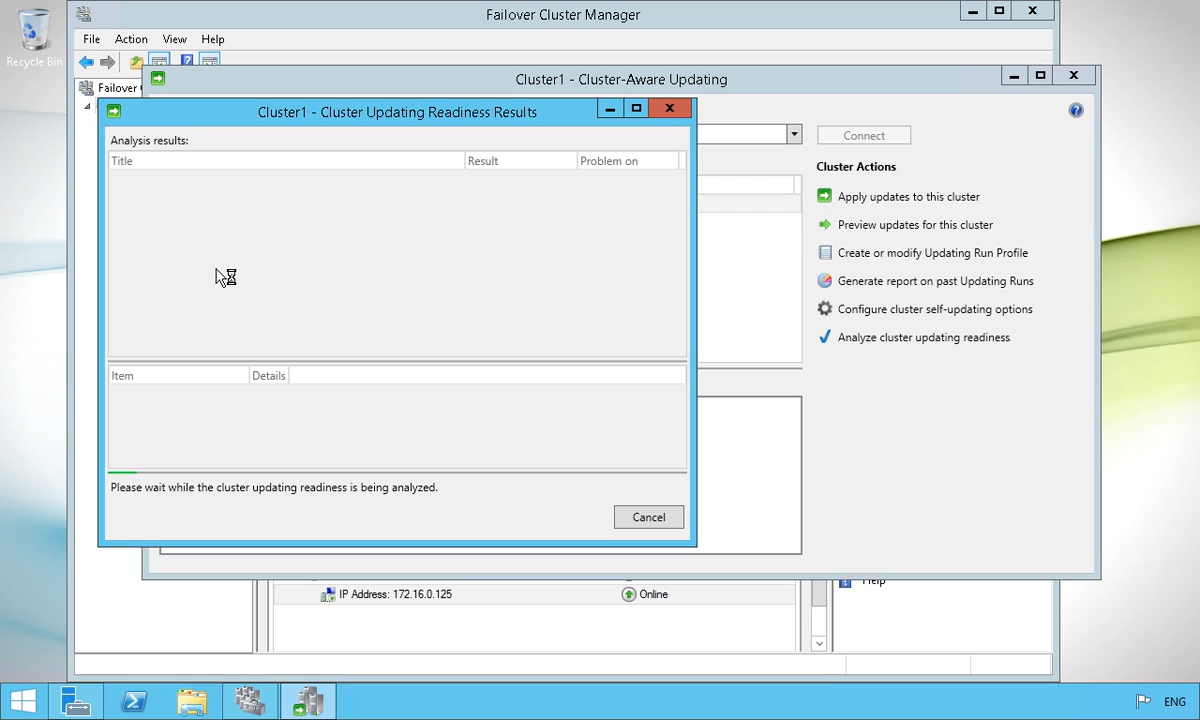 Recycle Bin
Failover Cluster Manager
File Action View Help
Failover
Cluster1 - Cluster-Aware Updating
Connect
Cluster Actions
Apply updates to this cluster
Preview updates for this cluster
Create or modify Updating Run Profile
Generate report on past Updating Runs
Configure cluster self-updating options
Analyze cluster updating readiness
Cluster1 - Cluster Updating Readiness Results
Analysis results:
Title Result Problem on
Item Details
Please wait while the cluster updating readiness is being analyzed.
Cancel
IP Address: 172.16.0.125 Online
Help
ENG